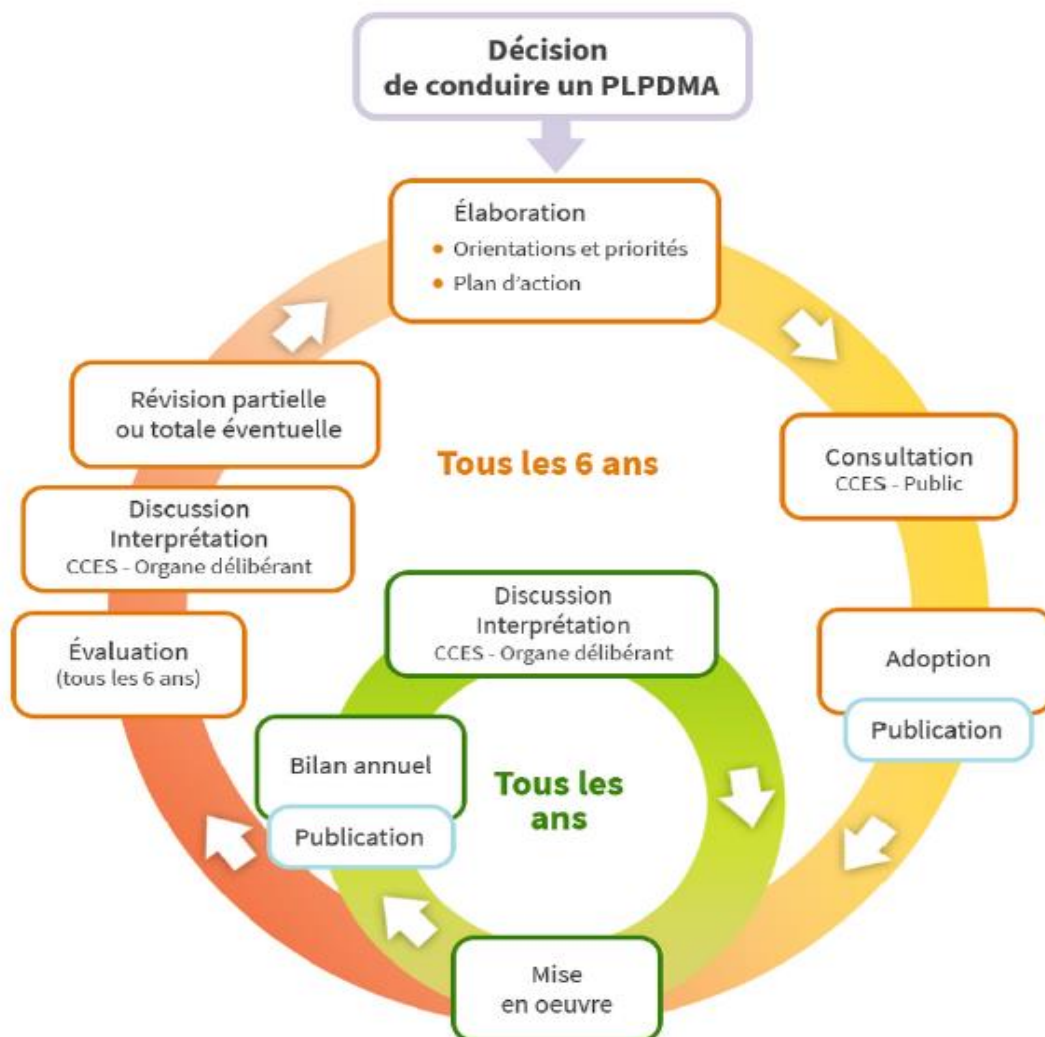 Décision
de conduire un PLPDMA
Élaboration
• Orientations et priorités
• Plan d'action
Révision partielle
ou totale éventuelle
Tous les 6 ans
Consultation
CCES - Public
Discussion
Interprétation
CCES - Organe délibérant
Discussion
Interprétation
CCES - Organe délibérant
Évaluation
(tous les 6 ans)
Adoption
Publication
Bilan annuel
Publication
Tous les
ans
Mise
en oeuvre